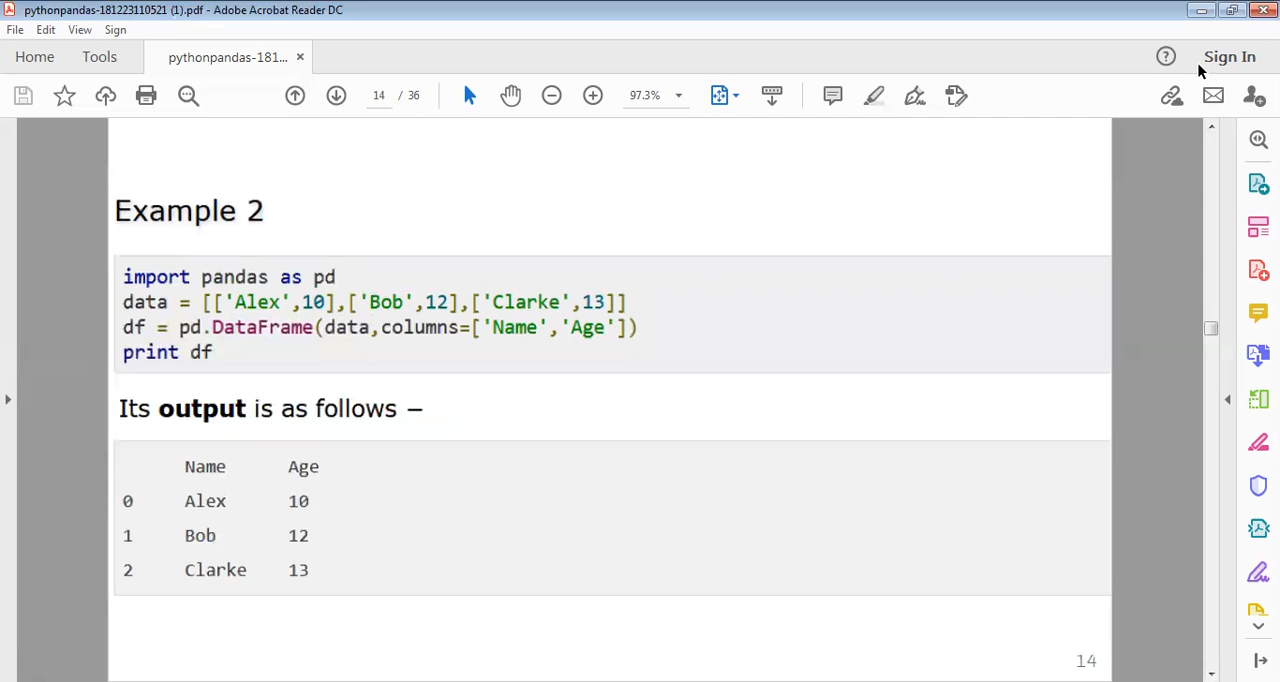 pythonpandas-181223110521 (1).pdf - Adobe Acrobat Reader DC
File Edit View Sign
Home Tools pythonpandas-181... × Sign In
14 / 36 97.3%
Example 2
import pandas as pd
data = [['Alex',10],['Bob',12],['Clarke',13]]
df = pd.DataFrame(data,columns=['Name','Age'])
print df
Its output is as follows −
Name Age
0 Alex 10
1 Bob 12
2 Clarke 13
14